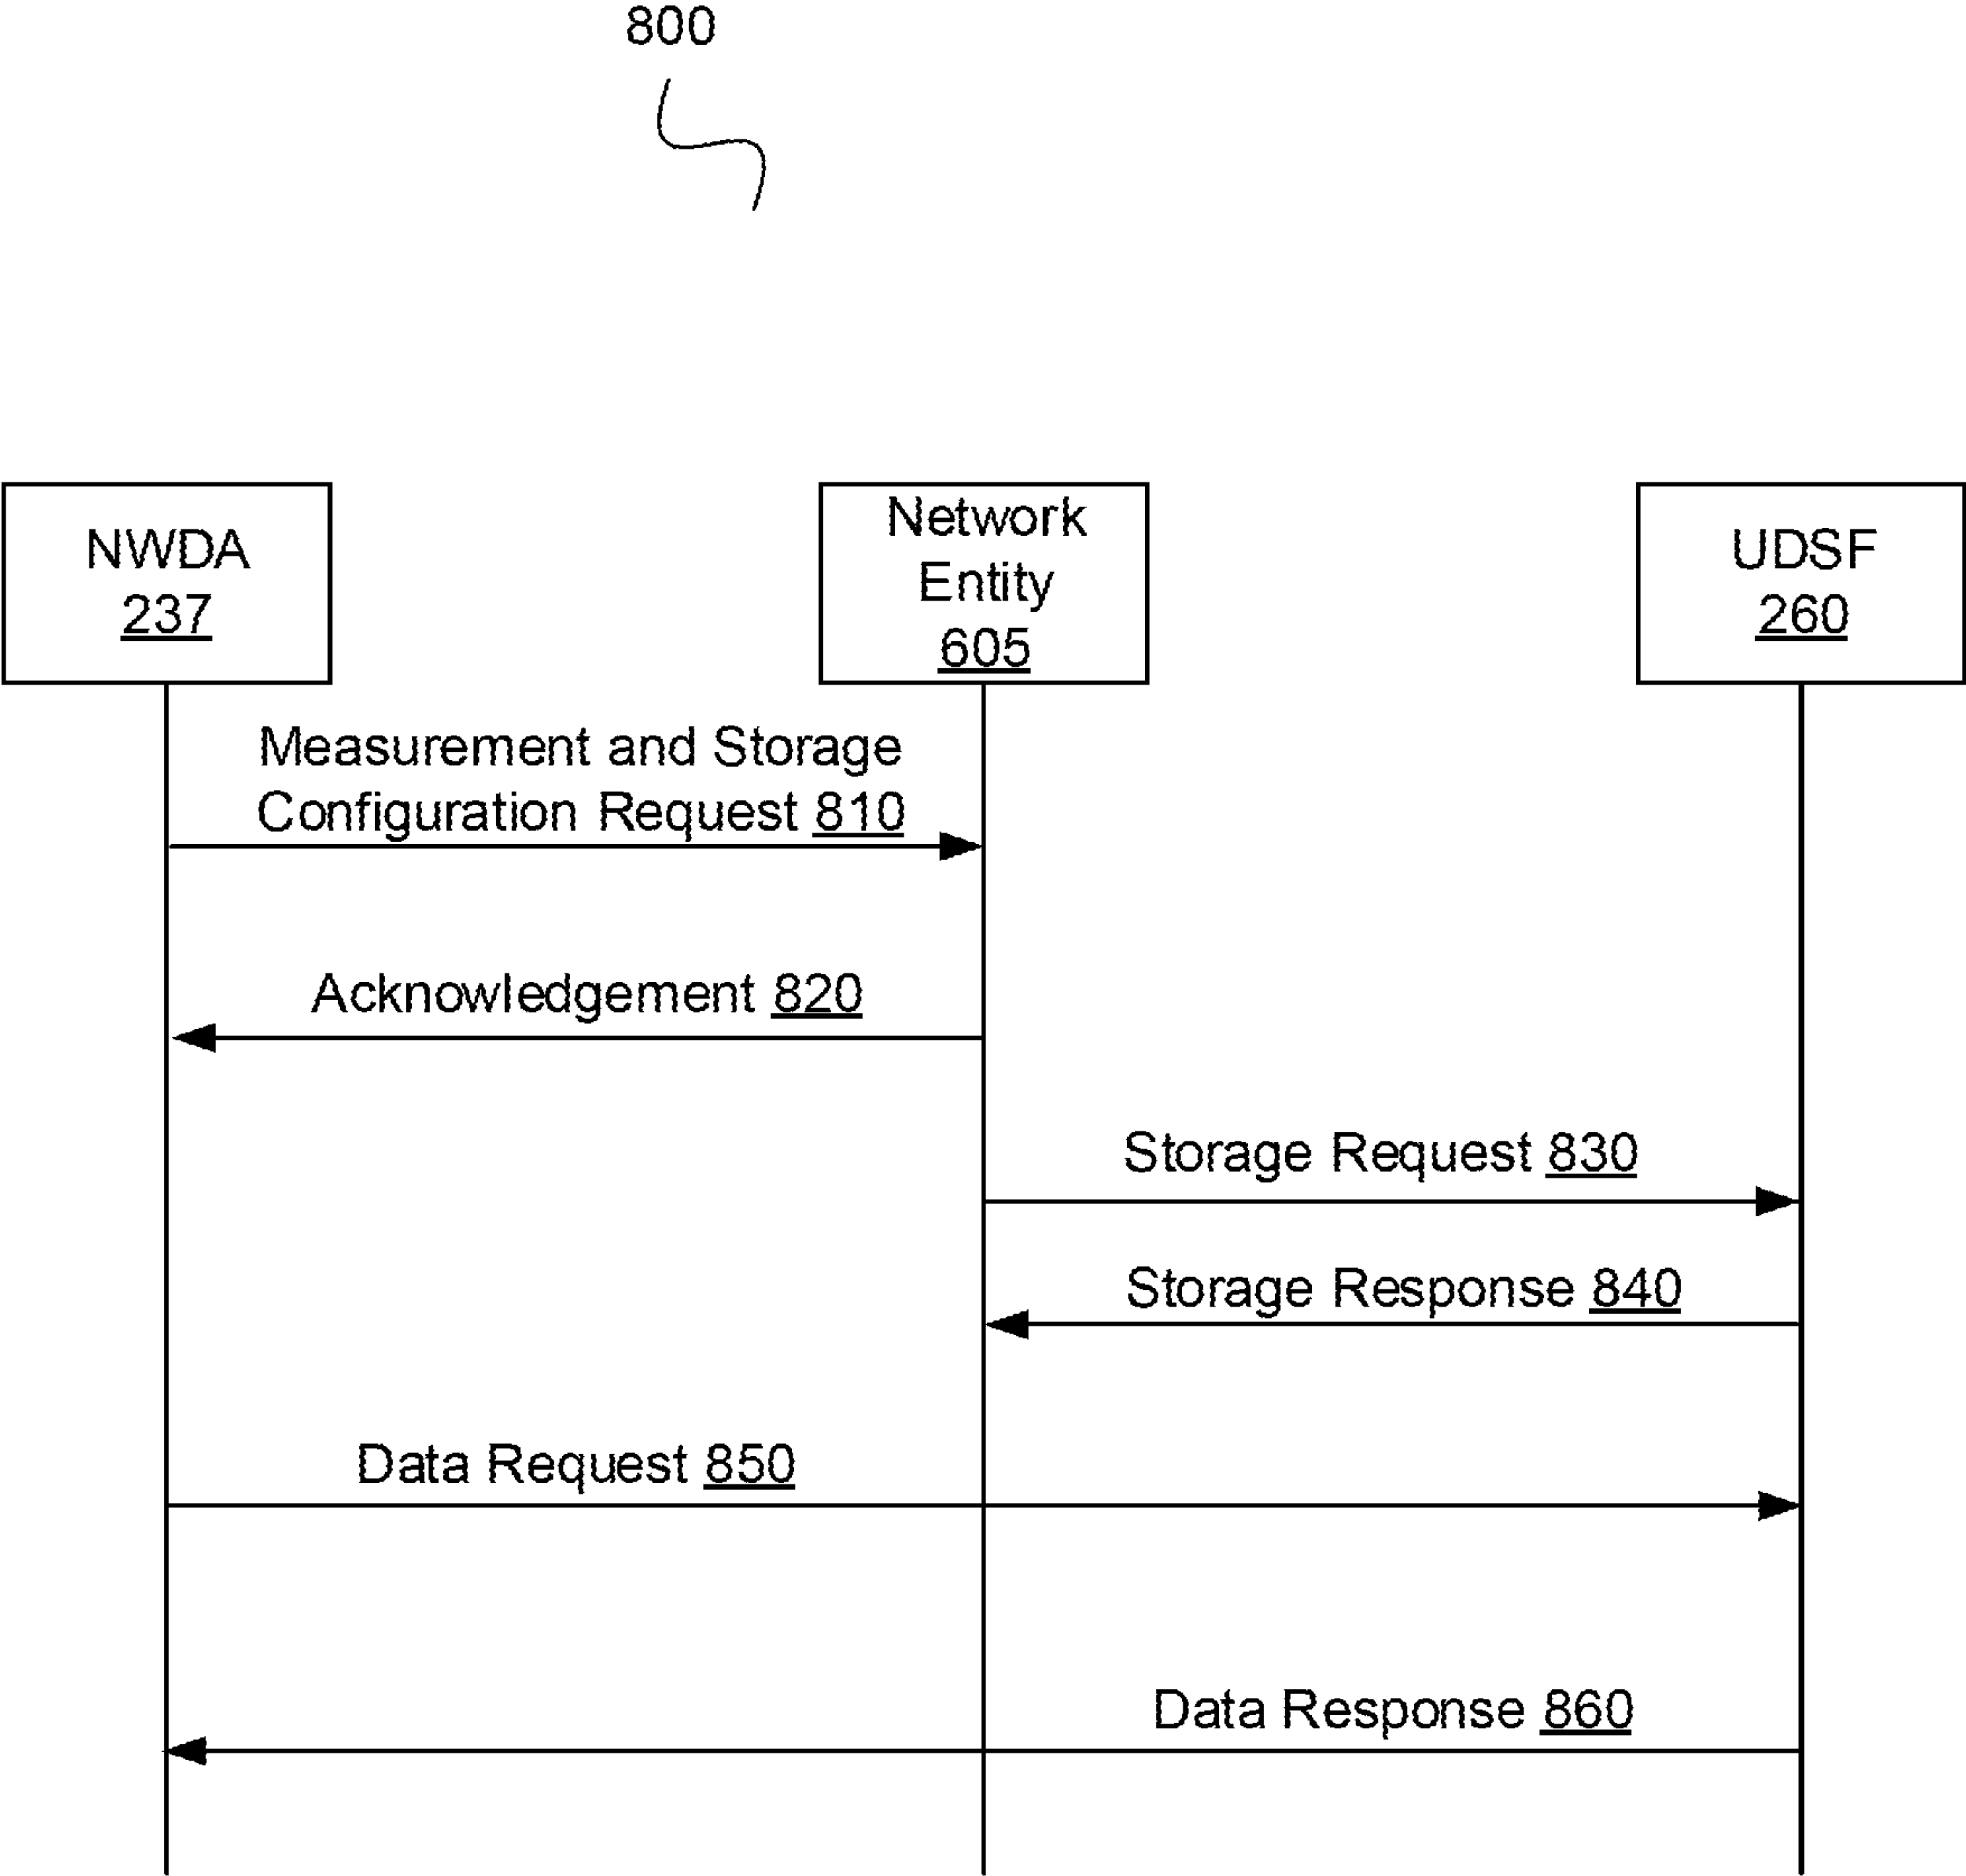 800
NWDA
237
Network
Entity
605
UDSF
260
Measurement and Storage
Configuration Request 810
Acknowledgement 820
Storage Request 830
Storage Response 840
Data Request 850
Data Response 860